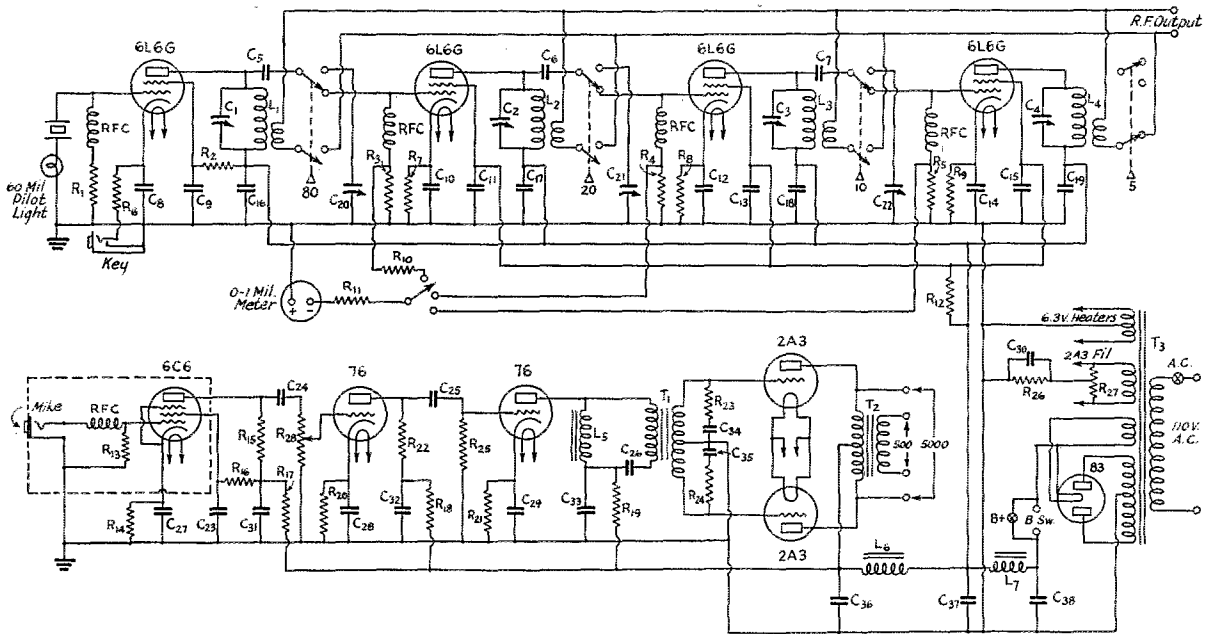 R.F. Output
6L6G 6L6G 6L6G 6L6G
C5 C6 C7
C1 L1 C2 L2 C3 L3 C4 L4
RFC RFC RFC RFC
60 Mil Pilot Light
R1 R2 R3 R7 R4 R8 R5 R9
80 20 10 5
R6 C8 C9 C16 C20 C10 C11 C17 C21 C12 C13 C18 C22 C14 C15 C19
Key
R10
0-1 Mil. Meter
+ -
R11
R12
6.3V. Heaters
T3
2A3
C30
2A3 Fil
A.C.
R26
R27
6C6 76 76
C24 C25
Mike
RFC
R13 R15 R28 R22 R25
T1
R23
C34
C35
R24
T2
500
5000
L5
C26
110 V. A.C.
83
R16 R17 R20 R18 R21 R19
R14 C27 C23 C31 C28 C32 C29 C33
2A3
B+
B Sw.
L6
L7
C36 C37 C38